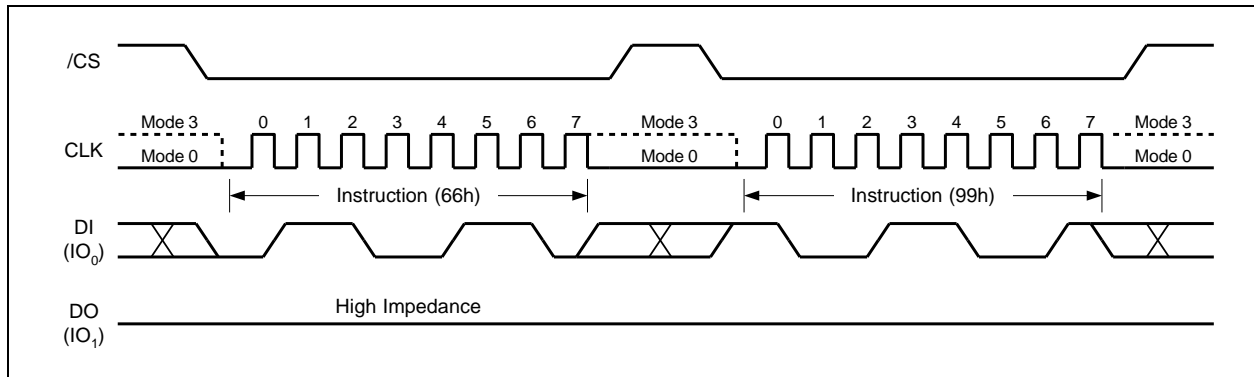 /CS
Mode 3 0 1 2 3 4 5 6 7 Mode 3 0 1 2 3 4 5 6 7 Mode 3
CLK Mode 0 Mode 0 Mode 0
Instruction (66h) Instruction (99h)
DI
(IO₀)
High Impedance
DO
(IO₁)